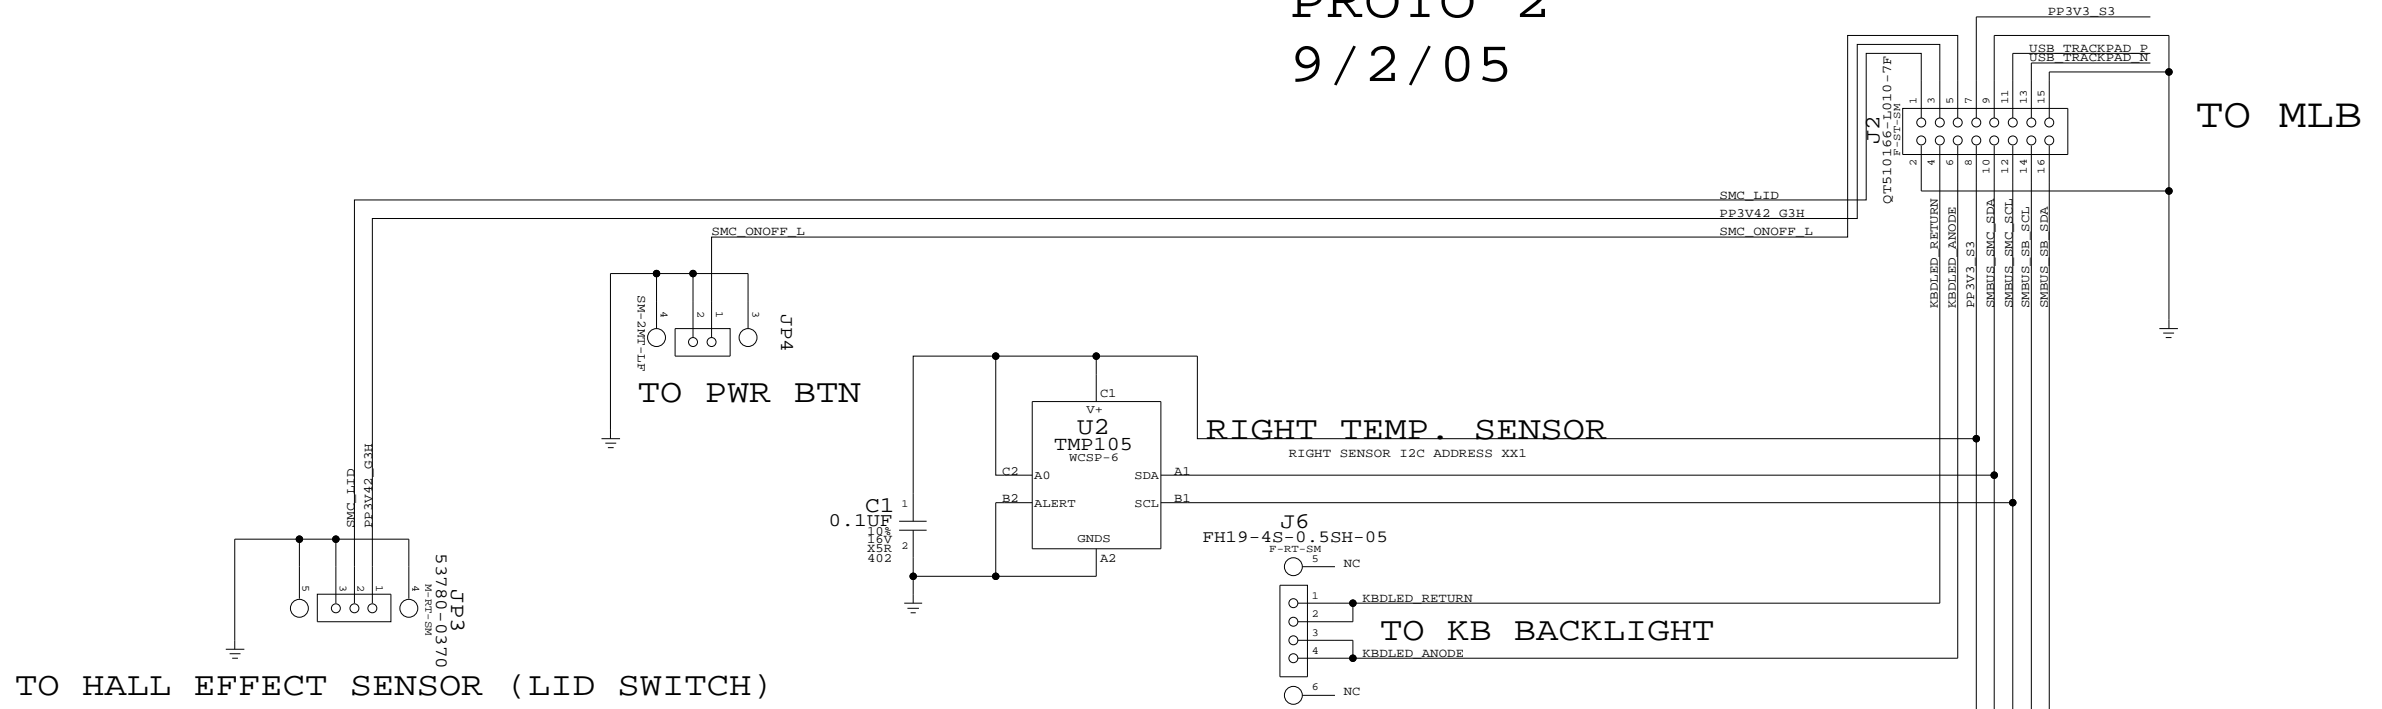 PROTO 2
9/2/05
PP3V3_S3
USB_TRACKPAD_P
USB_TRACKPAD_N
1 3 5 7 9 11 13 15
J2
QT510166-L010-7F
F-ST-SM
2 4 6 8 10 12 14 16
TO MLB
SMC_LID
PP3V42_G3H
SMC_ONOFF_L
SMC_ONOFF_L
KBDLED_RETURN
KBDLED_ANODE
PP3V3_S3
SMBUS_SMC_SDA
SMBUS_SMC_SCL
SMBUS_SB_SCL
SMBUS_SB_SDA
SM-2MT-LF
4 2 1 3
JP4
TO PWR BTN
C1
V+
U2
TMP105
WCSP-6
C2 A0
B2 ALERT
SDA A1
SCL B1
GNDS
A2
RIGHT TEMP. SENSOR
RIGHT SENSOR I2C ADDRESS XX1
C1
0.1UF
10%
16V
X5R
402
1
2
SMC_LID
PP3V42_G3H
5 3 2 1 4
JP3
53780-0370
M-RT-SM
TO HALL EFFECT SENSOR (LID SWITCH)
J6
FH19-4S-0.5SH-05
F-RT-SM
5 NC
1 KBDLED_RETURN
2
TO KB BACKLIGHT
3
4 KBDLED_ANODE
6 NC